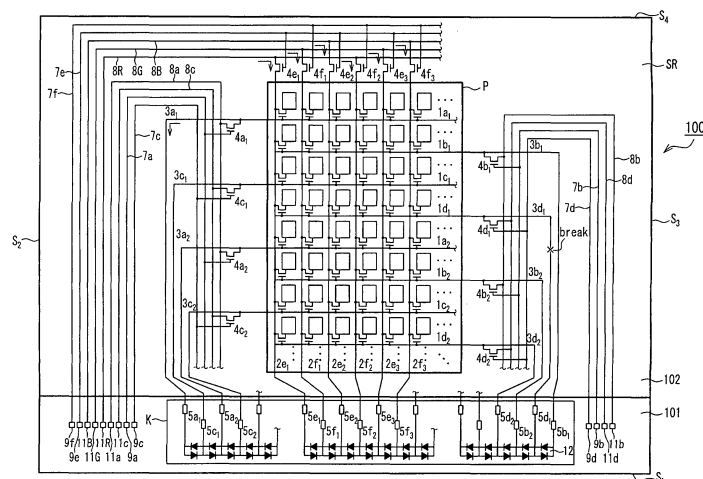 S4
7e
8G
8B
SR
8R
8a
8c
4e1
4f1
4e2
4f2
4e3
4f3
P
7f
3a1
1a1
100
7c
4a1
1b1
3b1
8b
7a
4b1
7b
8d
3c1
1c1
7d
4c1
1d1
3d1
S2
4d1
S3
3a2
1a2
break
4a2
1b2
3b2
4b2
3c2
1c2
4c2
1d2
3d2
4d2
2e1
2f1
2e2
2f2
2e3
2f3
102
101
K
5a1
5a2
5e1
5e2
5e3
5d2
5d1
5c1
5c2
5f1
5f2
5f3
5b2
5b1
12
9f
11B
11R
11c
9c
9e
11G
11a
9a
9d
9b
11b
11d